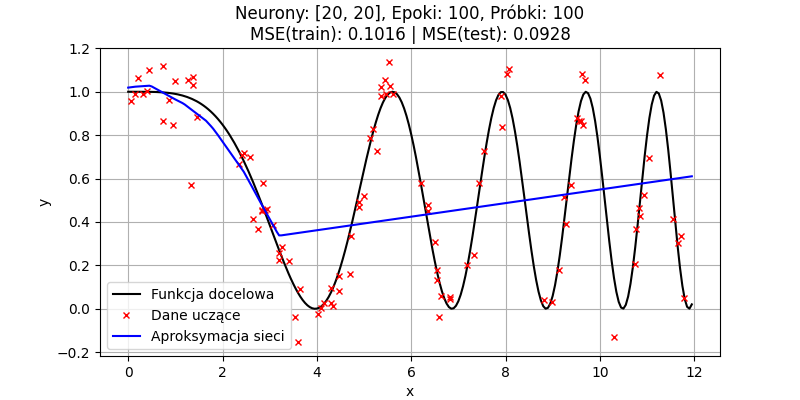 Neurony: [20, 20], Epoki: 100, Próbki: 100
MSE(train): 0.1016 | MSE(test): 0.0928
1.2
1.0
0.8
0.6
0.4
0.2
0.0
−0.2
y
Funkcja docelowa
Dane uczące
Aproksymacja sieci
0 2 4 6 8 10 12
x